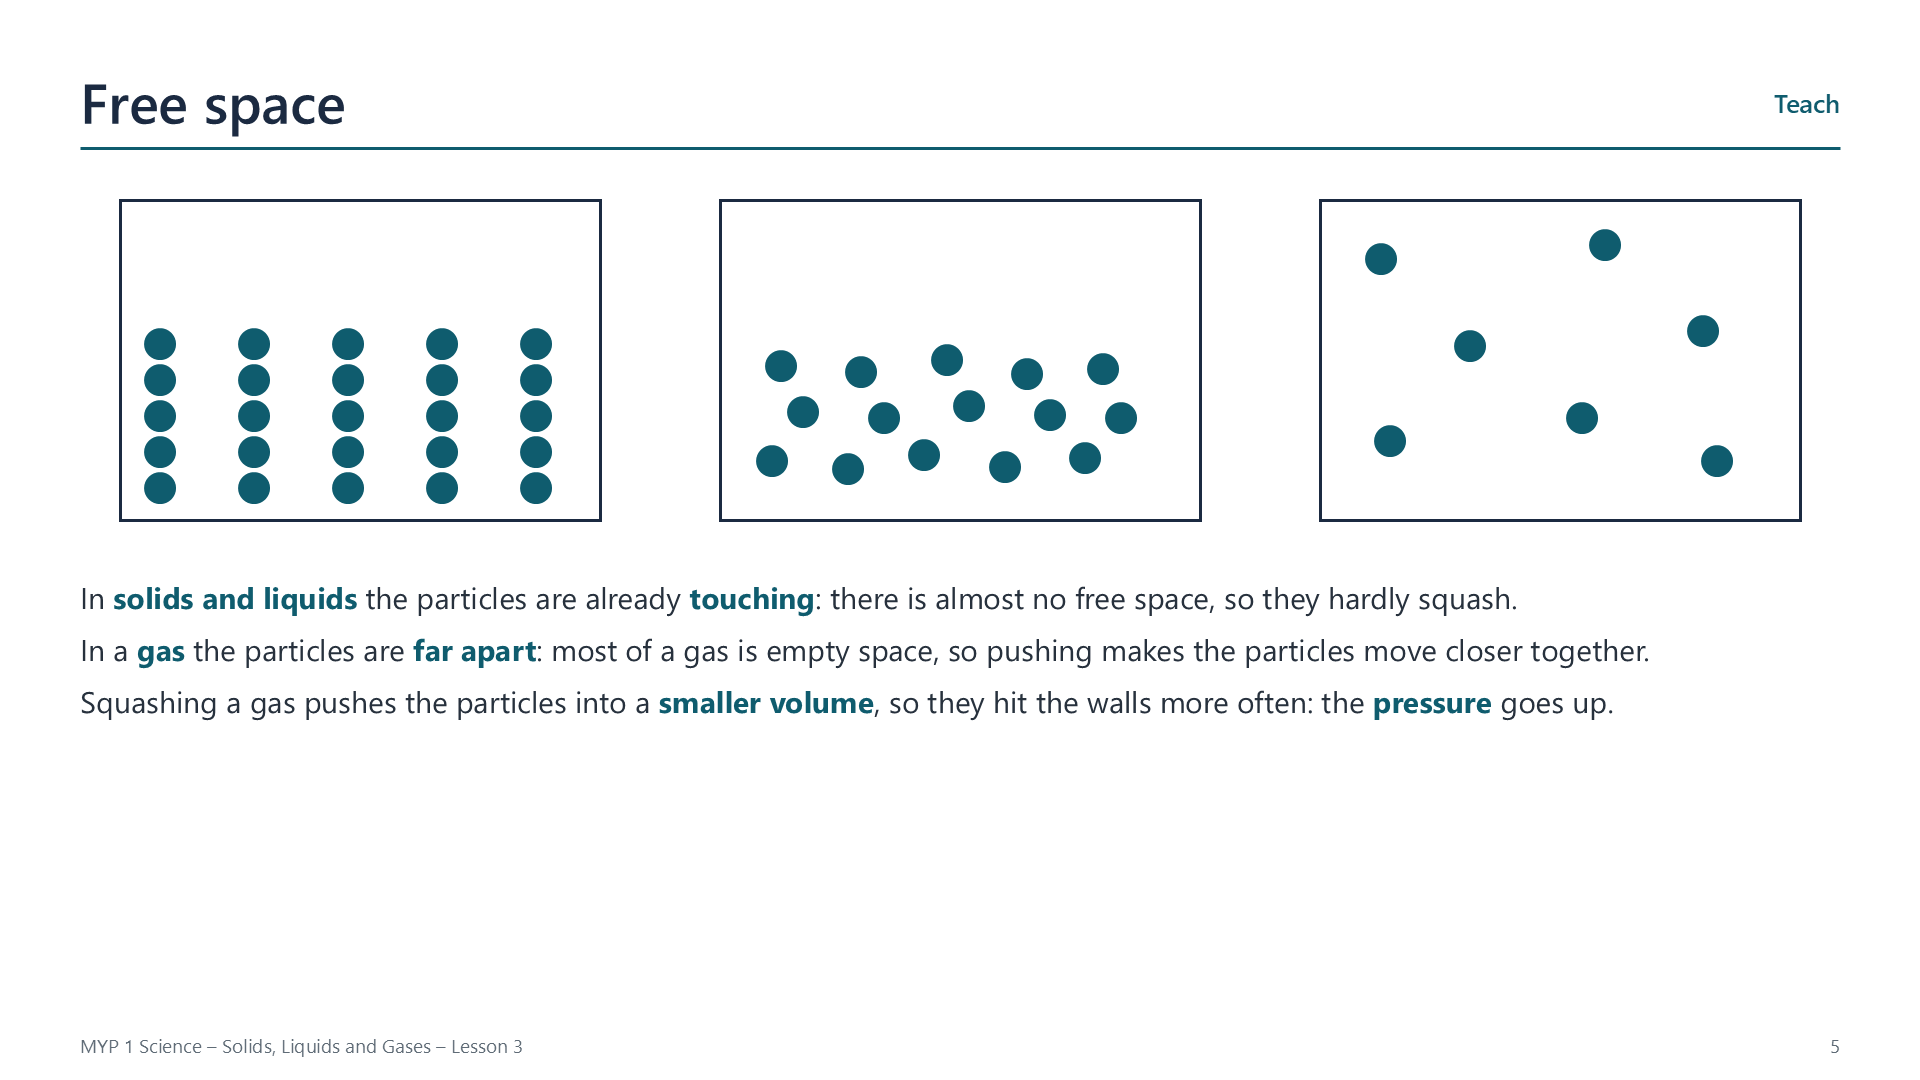 Free space
Teach
In solids and liquids the particles are already touching: there is almost no free space, so they hardly squash.
In a gas the particles are far apart: most of a gas is empty space, so pushing makes the particles move closer together.
Squashing a gas pushes the particles into a smaller volume, so they hit the walls more often: the pressure goes up.
MYP 1 Science – Solids, Liquids and Gases – Lesson 3
5